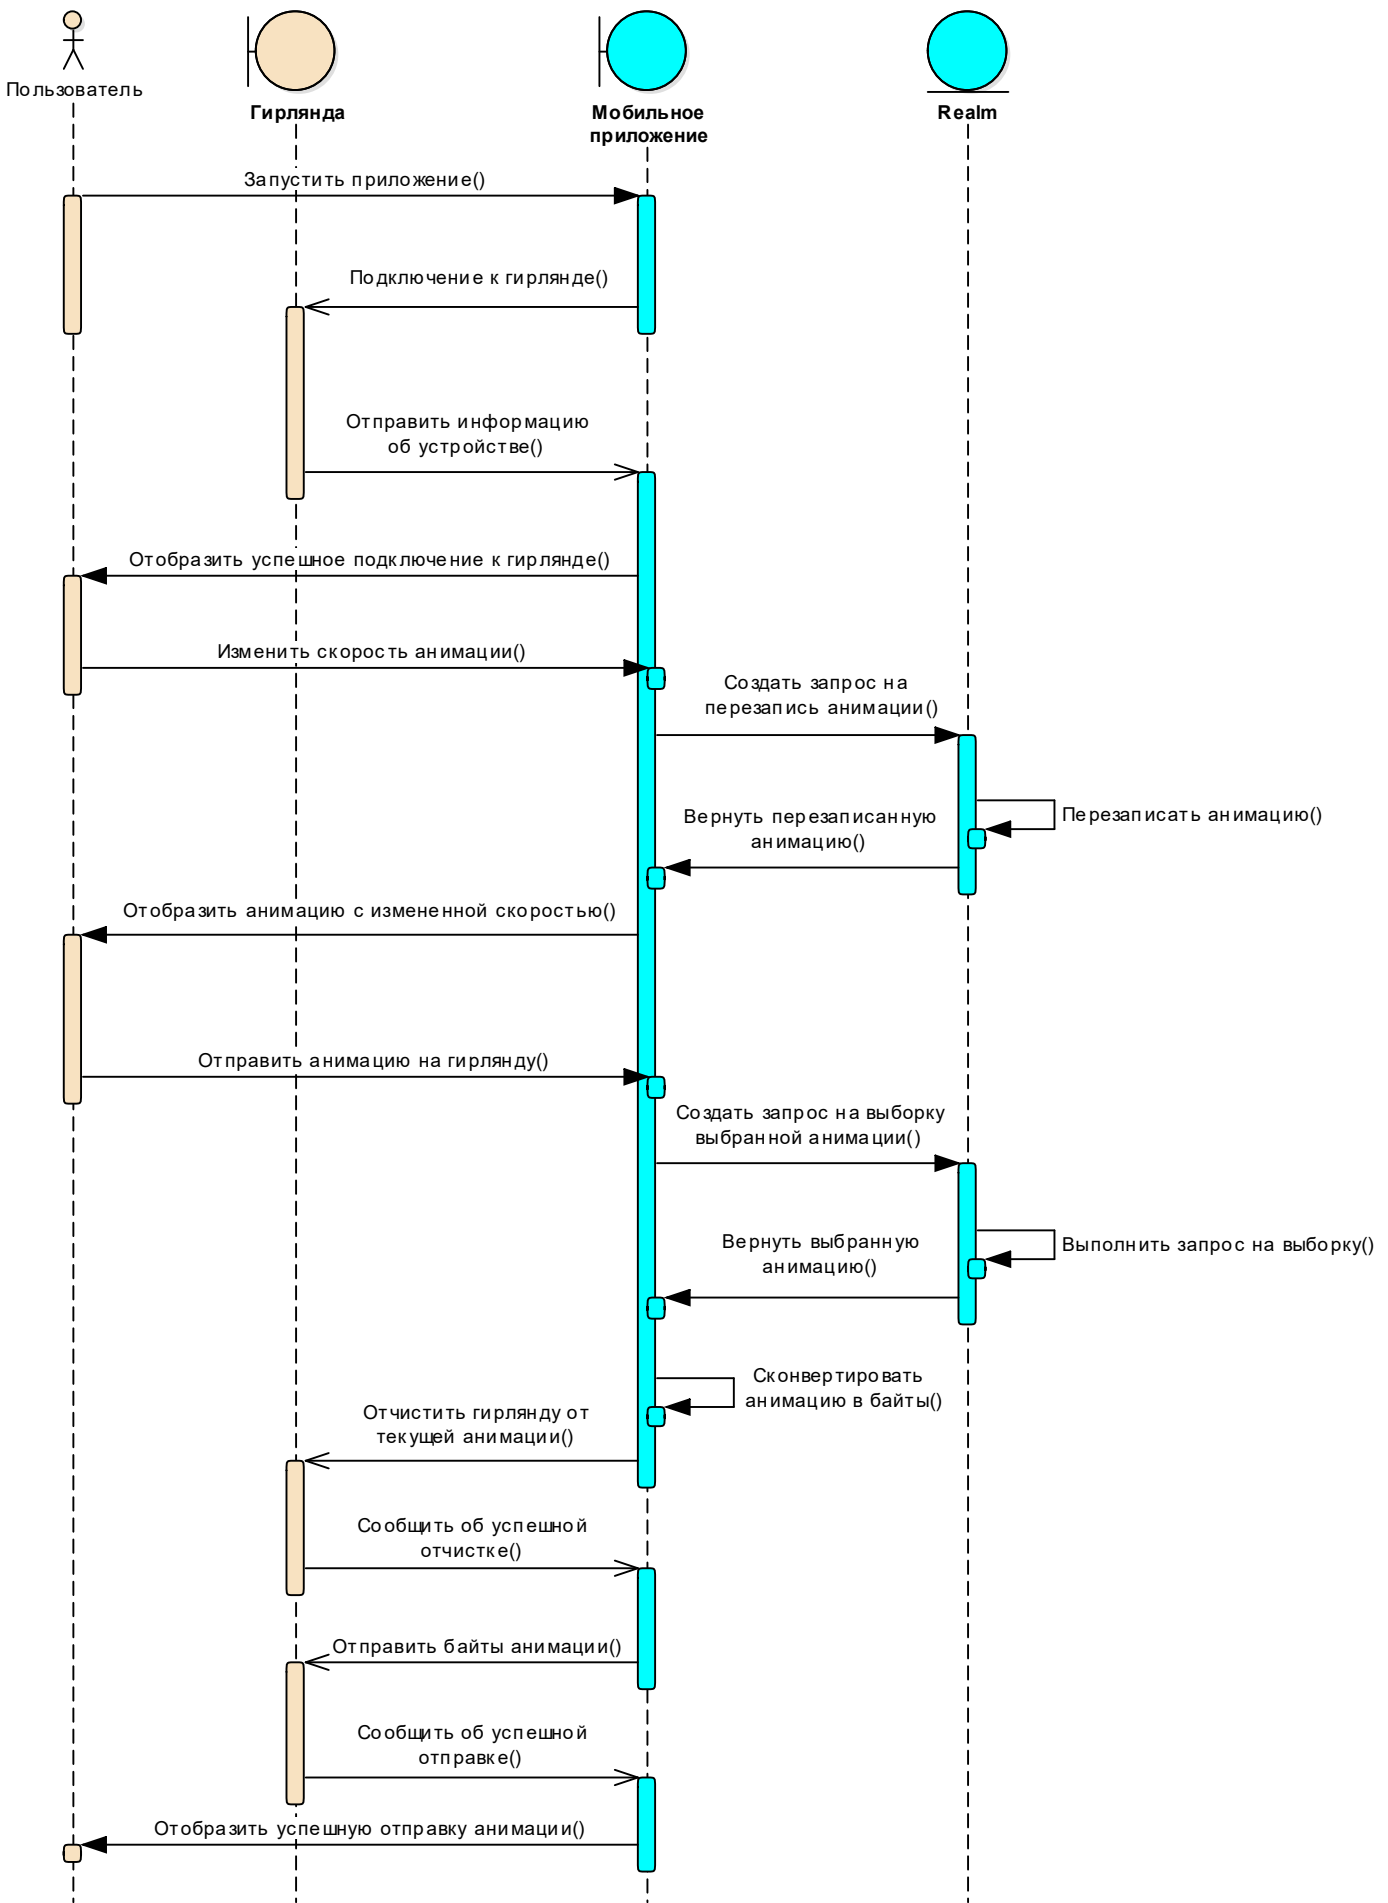 Пользователь
Гирлянда
Мобильное
приложение
Realm
Запустить приложение()
Подключение к гирлянде()
Отправить информацию
об устройстве()
Отобразить успешное подключение к гирлянде()
Изменить скорость анимации()
Создать запрос на
перезапись анимации()
Перезаписать анимацию()
Вернуть перезаписанную
анимацию()
Отобразить анимацию с измененной скоростью()
Отправить анимацию на гирлянду()
Создать запрос на выборку
выбранной анимации()
Выполнить запрос на выборку()
Вернуть выбранную
анимацию()
Сконвертировать
анимацию в байты()
Отчистить гирлянду от
текущей анимации()
Сообщить об успешной
отчистке()
Отправить байты анимации()
Сообщить об успешной
отправке()
Отобразить успешную отправку анимации()